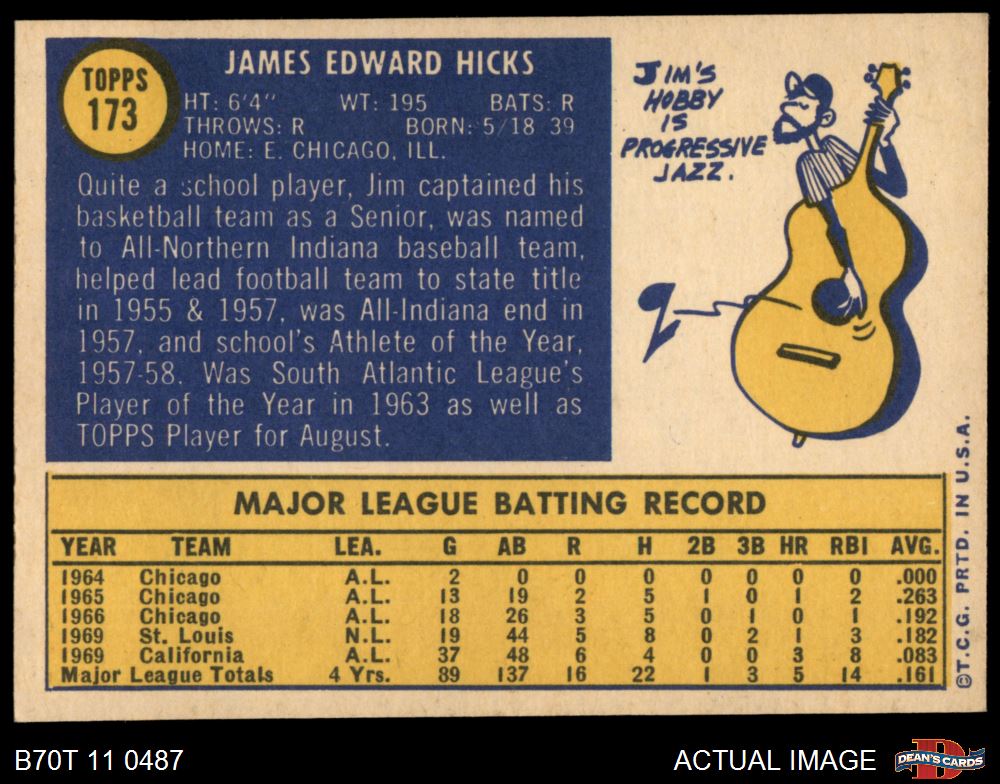 TOPPS
173
JAMES EDWARD HICKS
HT: 6'4" WT: 195 BATS: R
THROWS: R BORN: 5/18 39
HOME: E. CHICAGO, ILL.
Quite a school player, Jim captained his
basketball team as a Senior, was named
to All-Northern Indiana baseball team,
helped lead football team to state title
in 1955 & 1957, was All-Indiana end in
1957, and school's Athlete of the Year,
1957-58. Was South Atlantic League's
Player of the Year in 1963 as well as
TOPPS Player for August.
JIM'S
HOBBY
IS
PROGRESSIVE
JAZZ.
MAJOR LEAGUE BATTING RECORD
YEAR TEAM LEA. G AB R H 2B 3B HR RBI AVG.
1964 Chicago A.L. 2 0 0 0 0 0 0 0 .000
1965 Chicago A.L. 13 19 2 5 1 0 1 2 .263
1966 Chicago A.L. 18 26 3 5 0 1 0 1 .192
1969 St. Louis N.L. 19 44 5 8 0 2 1 3 .182
1969 California A.L. 37 48 6 4 0 0 3 8 .083
Major League Totals 4 Yrs. 89 137 16 22 1 3 5 14 .161
©T.C.G. PRTD. IN U.S.A.
B70T 11 0487
ACTUAL IMAGE
DEAN'S CARDS